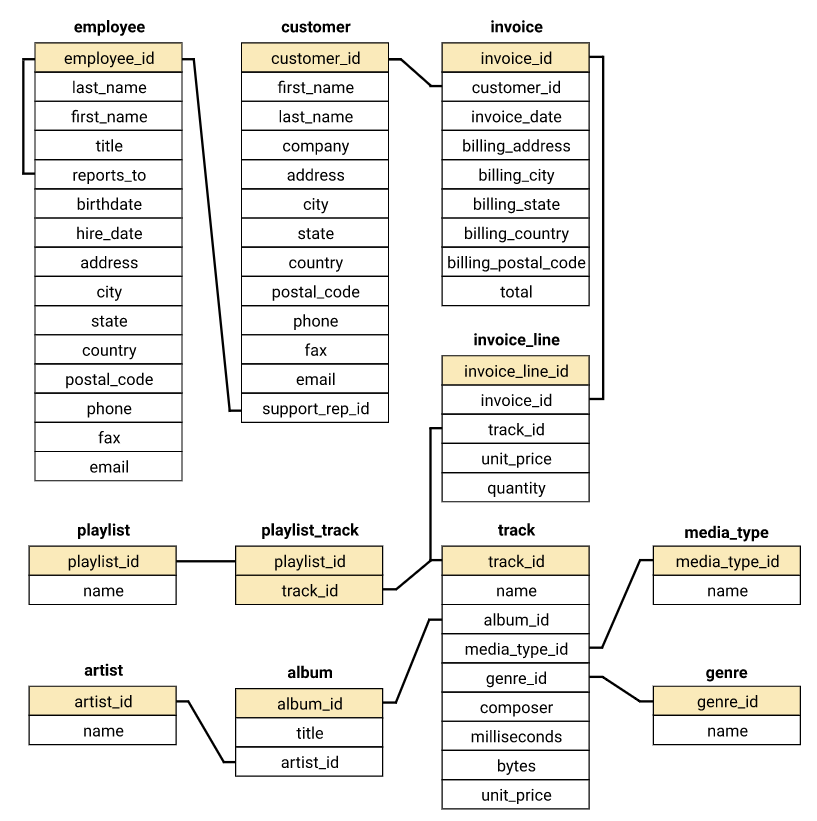 employee
employee_id
last_name
first_name
title
reports_to
birthdate
hire_date
address
city
state
country
postal_code
phone
fax
email
customer
customer_id
first_name
last_name
company
address
city
state
country
postal_code
phone
fax
email
support_rep_id
invoice
invoice_id
customer_id
invoice_date
billing_address
billing_city
billing_state
billing_country
billing_postal_code
total
invoice_line
invoice_line_id
invoice_id
track_id
unit_price
quantity
playlist
playlist_id
name
playlist_track
playlist_id
track_id
track
track_id
name
album_id
media_type_id
genre_id
composer
milliseconds
bytes
unit_price
media_type
media_type_id
name
artist
artist_id
name
album
album_id
title
artist_id
genre
genre_id
name